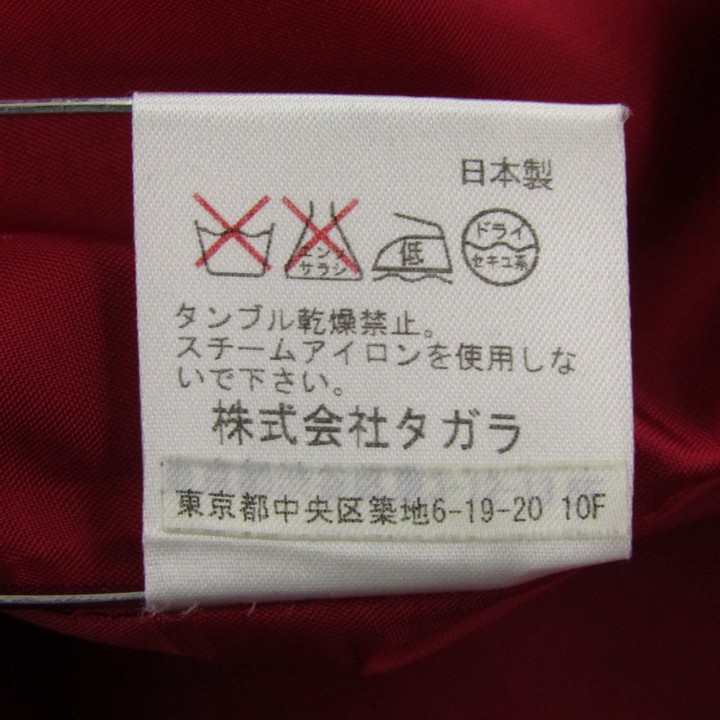 日本製
エンソ
サラシ
低
ドライ
セキユ系
タンブル乾燥禁止。
スチームアイロンを使用しな
いで下さい。
株式会社タガラ
東京都中央区築地6-19-20 10F